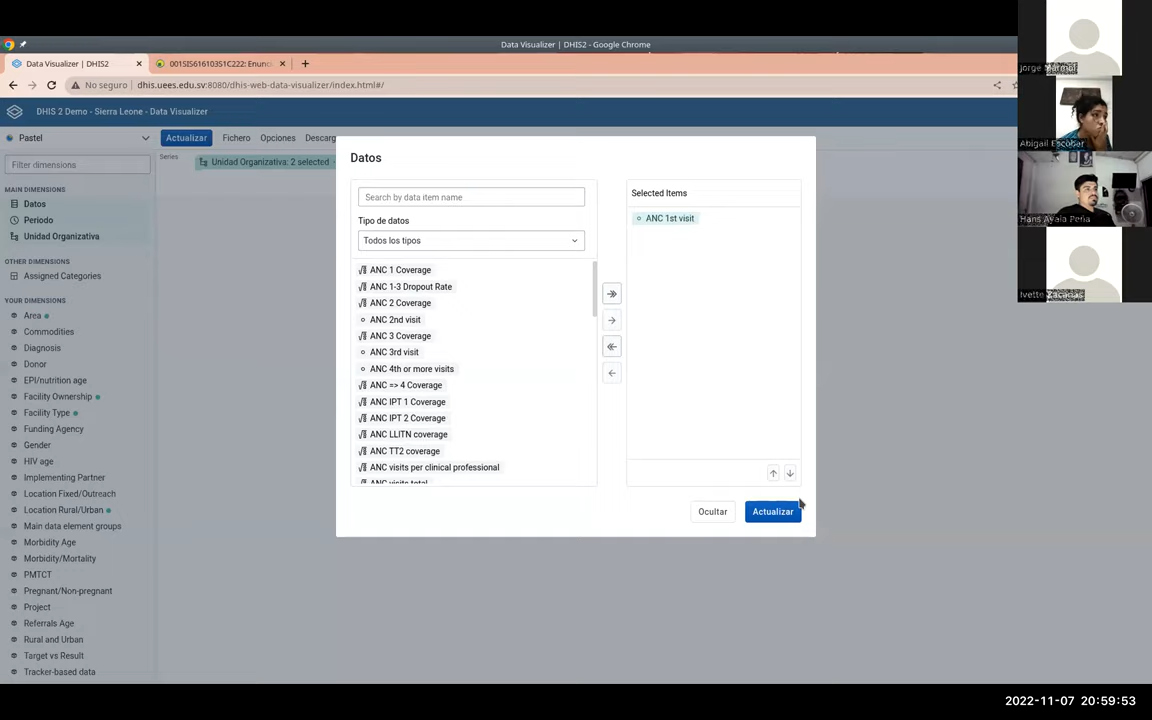 Data Visualizer | DHIS2 - Google Chrome
Data Visualizer | DHIS2
001SIS616103S1C222: Enunc
No seguro
dhis.uees.edu.sv:8080/dhis-web-data-visualizer/index.html#/
DHIS 2 Demo - Sierra Leone - Data Visualizer
Pastel
Actualizar
Fichero
Opciones
Descarg
Filter dimensions
Series
Unidad Organizativa: 2 selected
MAIN DIMENSIONS
Datos
Periodo
Unidad Organizativa
OTHER DIMENSIONS
Assigned Categories
YOUR DIMENSIONS
Area
Commodities
Diagnosis
Donor
EPI/nutrition age
Facility Ownership
Facility Type
Funding Agency
Gender
HIV age
Implementing Partner
Location Fixed/Outreach
Location Rural/Urban
Main data element groups
Morbidity Age
Morbidity/Mortality
PMTCT
Pregnant/Non-pregnant
Project
Referrals Age
Rural and Urban
Target vs Result
Tracker-based data
Datos
Search by data item name
Tipo de datos
Todos los tipos
ANC 1 Coverage
ANC 1-3 Dropout Rate
ANC 2 Coverage
ANC 2nd visit
ANC 3 Coverage
ANC 3rd visit
ANC 4th or more visits
ANC => 4 Coverage
ANC IPT 1 Coverage
ANC IPT 2 Coverage
ANC LLITN coverage
ANC TT2 coverage
ANC visits per clinical professional
ANC visits total
Selected Items
ANC 1st visit
Ocultar
Actualizar
jorge
Abigail Escobar
Hans Ayala Peña
Ivette Zacarias
2022-11-07 20:59:53